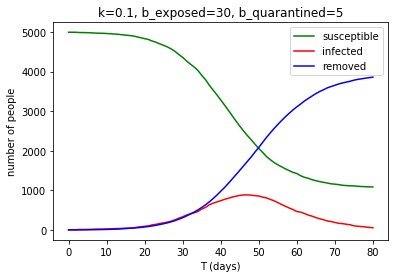 k=0.1, b_exposed=30, b_quarantined=5
susceptible
infected
removed
number of people
5000
4000
3000
2000
1000
0
0 10 20 30 40 50 60 70 80
T (days)